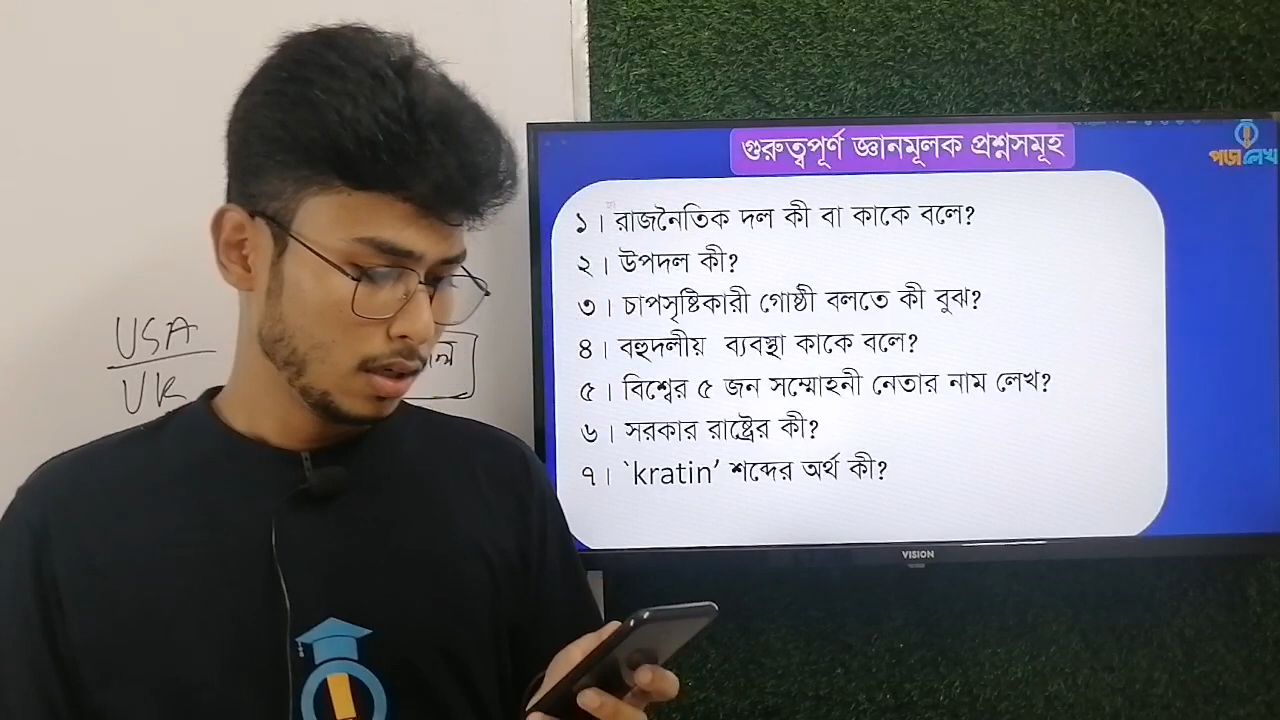 গুরুত্বপূর্ণ জ্ঞানমূলক প্রশ্নসমূহ
পড়ালেখা
১। রাজনৈতিক দল কী বা কাকে বলে?
২। উপদল কী?
৩। চাপসৃষ্টিকারী গোষ্ঠী বলতে কী বুঝ?
৪। বহুদলীয় ব্যবস্থা কাকে বলে?
৫। বিশ্বের ৫ জন সম্মোহনী নেতার নাম লেখ?
৬। সরকার রাষ্ট্রের কী?
৭। `kratin’ শব্দের অর্থ কী?
USA
UK
VISION